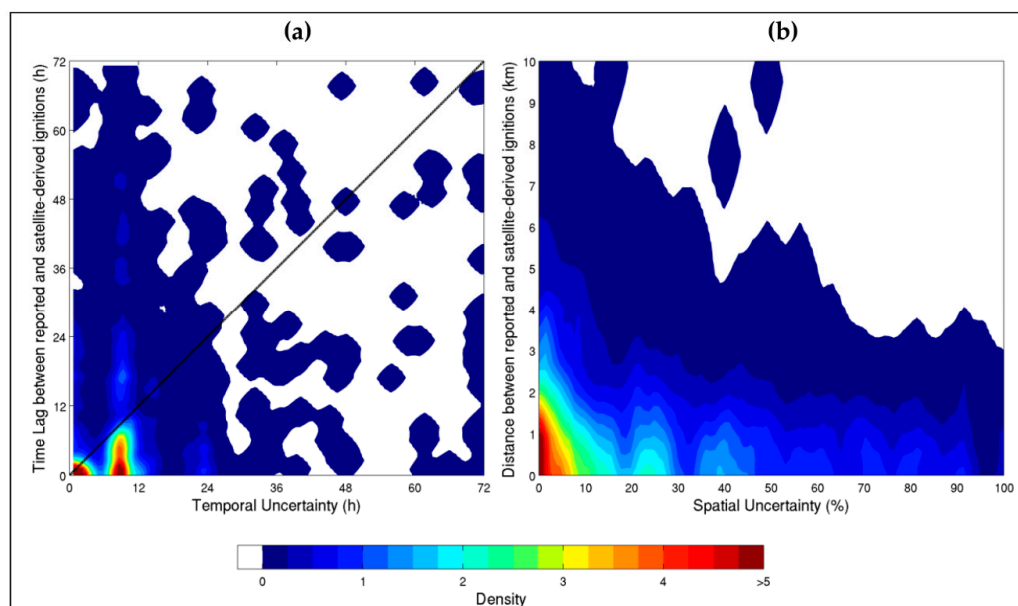 (a) (b)
Time Lag between reported and satellite-derived ignitions (h)
72
60
48
36
24
12
0
0 12 24 36 48 60 72
Temporal Uncertainty (h)
Distance between reported and satellite-derived ignitions (km)
10
9
8
7
6
5
4
3
2
1
0
0 10 20 30 40 50 60 70 80 90 100
Spatial Uncertainty (%)
0 1 2 3 4 >5
Density